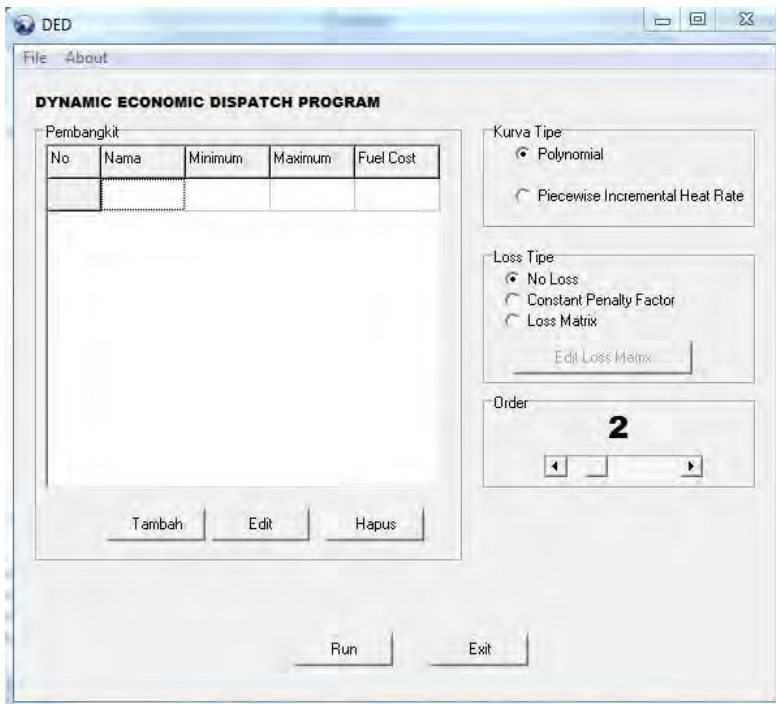 DED
File About
DYNAMIC ECONOMIC DISPATCH PROGRAM
Pembangkit
No Nama Minimum Maximum Fuel Cost
Tambah Edit Hapus
Kurva Tipe
Polynomial
Piecewise Incremental Heat Rate
Loss Tipe
No Loss
Constant Penalty Factor
Loss Matrix
Edit Loss Matrix
Order
2
Run Exit